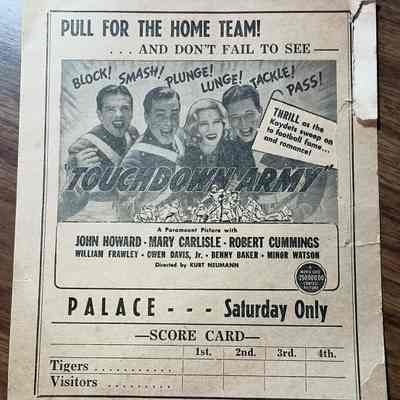 PULL FOR THE HOME TEAM!
. . . AND DON'T FAIL TO SEE —
BLOCK! SMASH! PLUNGE! LUNGE! TACKLE! PASS!
THRILL as the
Kaydets sweep on
to football fame...
and romance!
"TOUCHDOWN ARMY"
A Paramount Picture with
JOHN HOWARD · MARY CARLISLE · ROBERT CUMMINGS
WILLIAM FRAWLEY · OWEN DAVIS, Jr. · BENNY BAKER · MINOR WATSON
Directed by KURT NEUMANN
PALACE - - - Saturday Only
—SCORE CARD—
1st. 2nd. 3rd. 4th.
Tigers . . . . . . . . . . .
Visitors . . . . . . . . . .